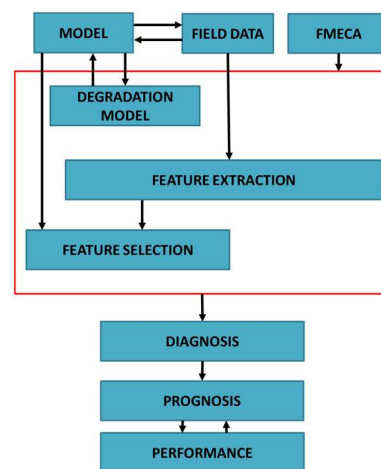 MODEL
FIELD DATA
FMECA
DEGRADATION
MODEL
FEATURE EXTRACTION
FEATURE SELECTION
DIAGNOSIS
PROGNOSIS
PERFORMANCE